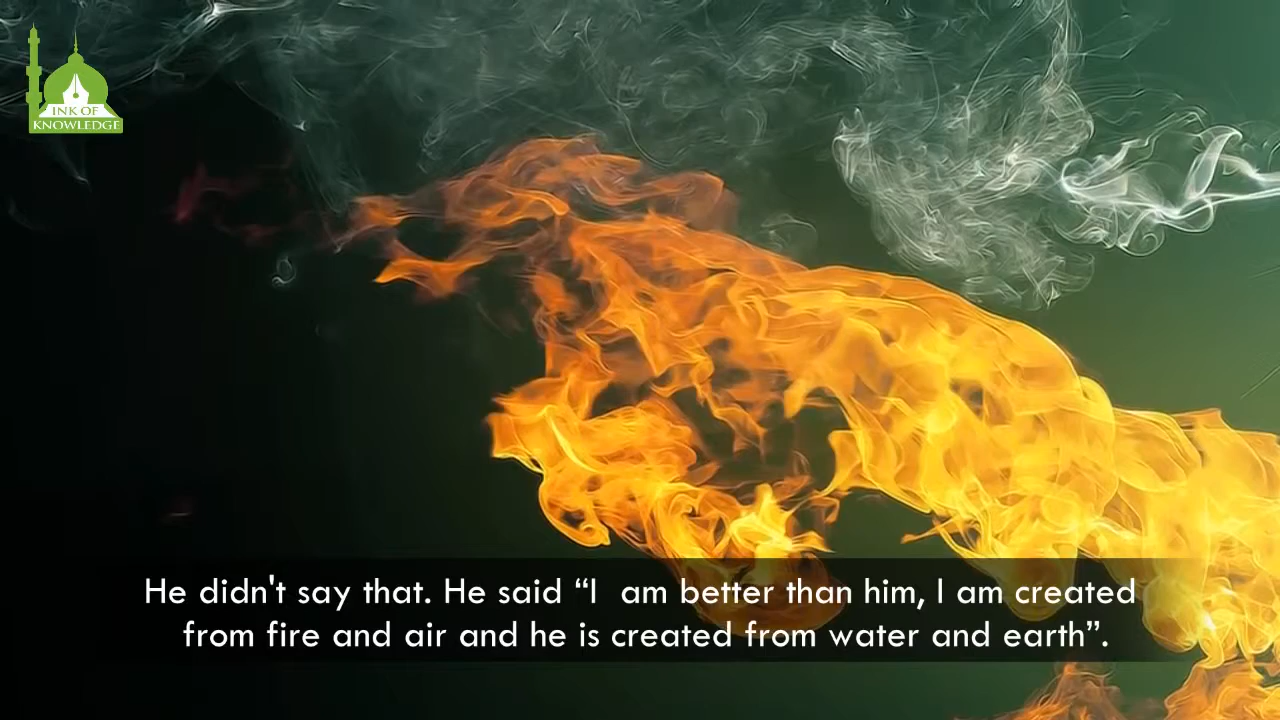 INK OF
KNOWLEDGE
He didn't say that. He said “I  am better than him, I am created
from fire and air and he is created from water and earth”.